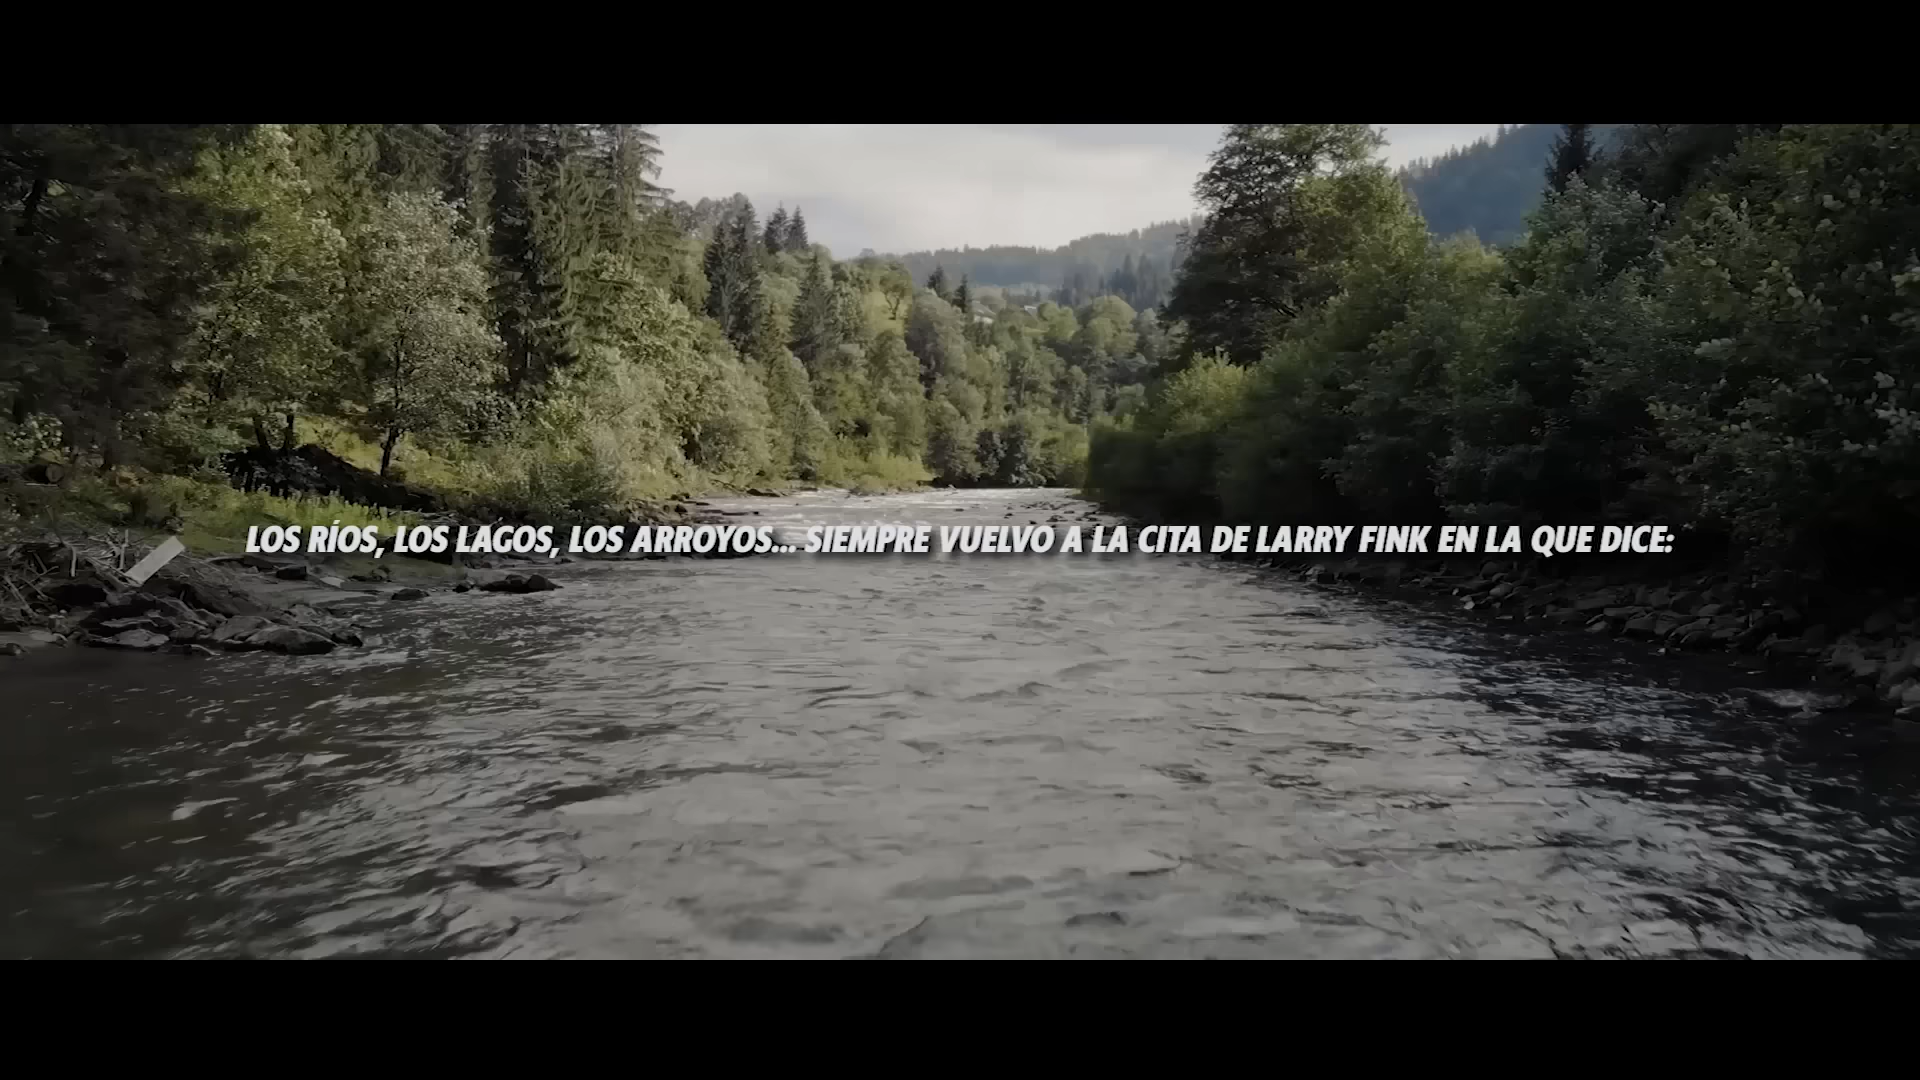 LOS RÍOS, LOS LAGOS, LOS ARROYOS... SIEMPRE VUELVO A LA CITA DE LARRY FINK EN LA QUE DICE: